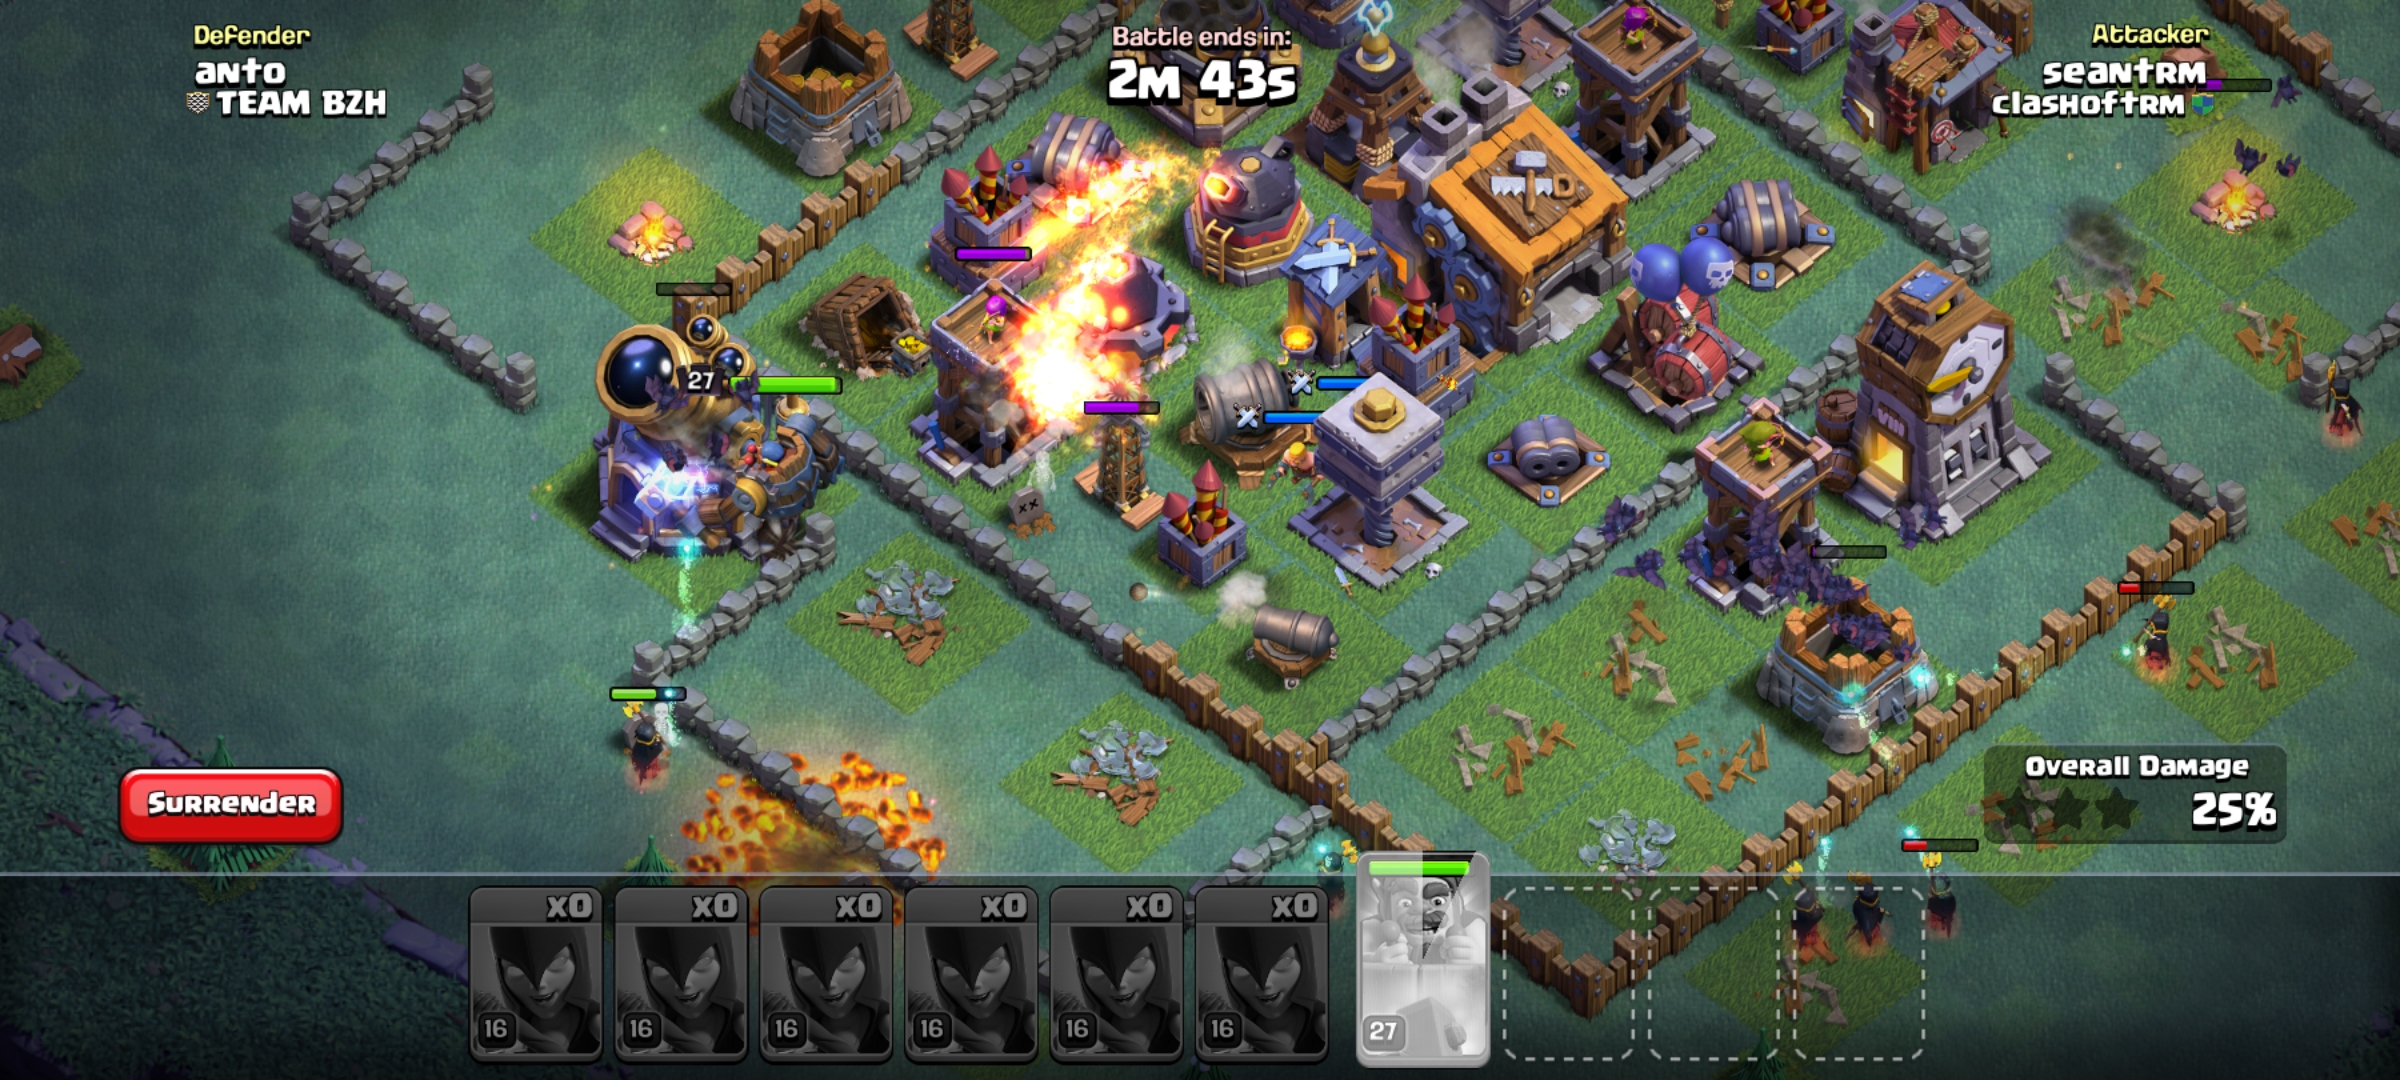 Defender
anto
TEAM BZH
Battle ends in:
2m 43s
Attacker
seantrm
clashoftrm
27
XX
Surrender
Overall Damage
25%
x0
x0
x0
x0
x0
x0
16
16
16
16
16
16
27